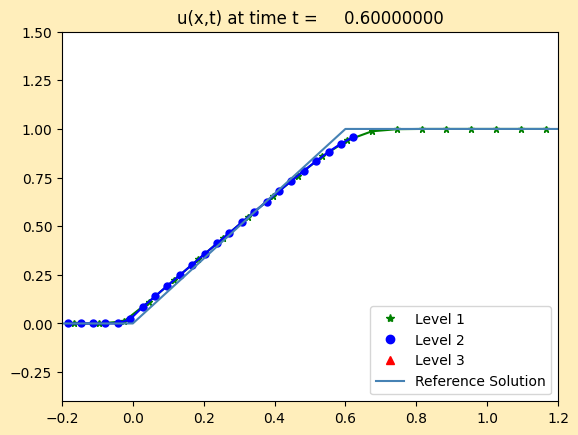 u(x,t) at time t = 0.60000000
1.50
1.25
1.00
0.75
0.50
0.25
0.00
−0.25
−0.2 0.0 0.2 0.4 0.6 0.8 1.0 1.2
Level 1
Level 2
Level 3
Reference Solution